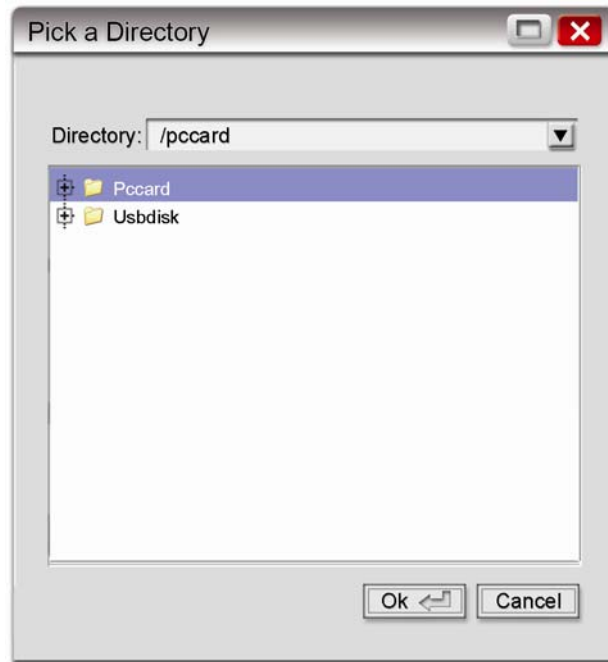 Pick a Directory
Directory: /pccard
Pccard
Usbdisk
Ok Cancel